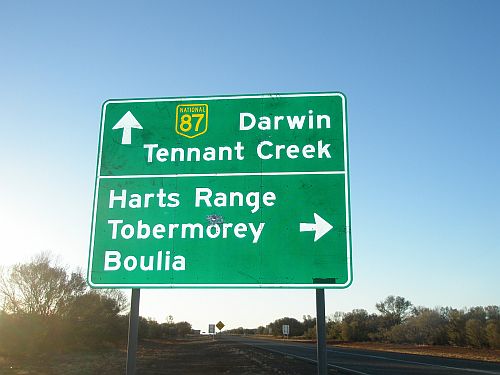 NATIONAL
87
Darwin
Tennant Creek
Harts Range
Tobermorey
Boulia